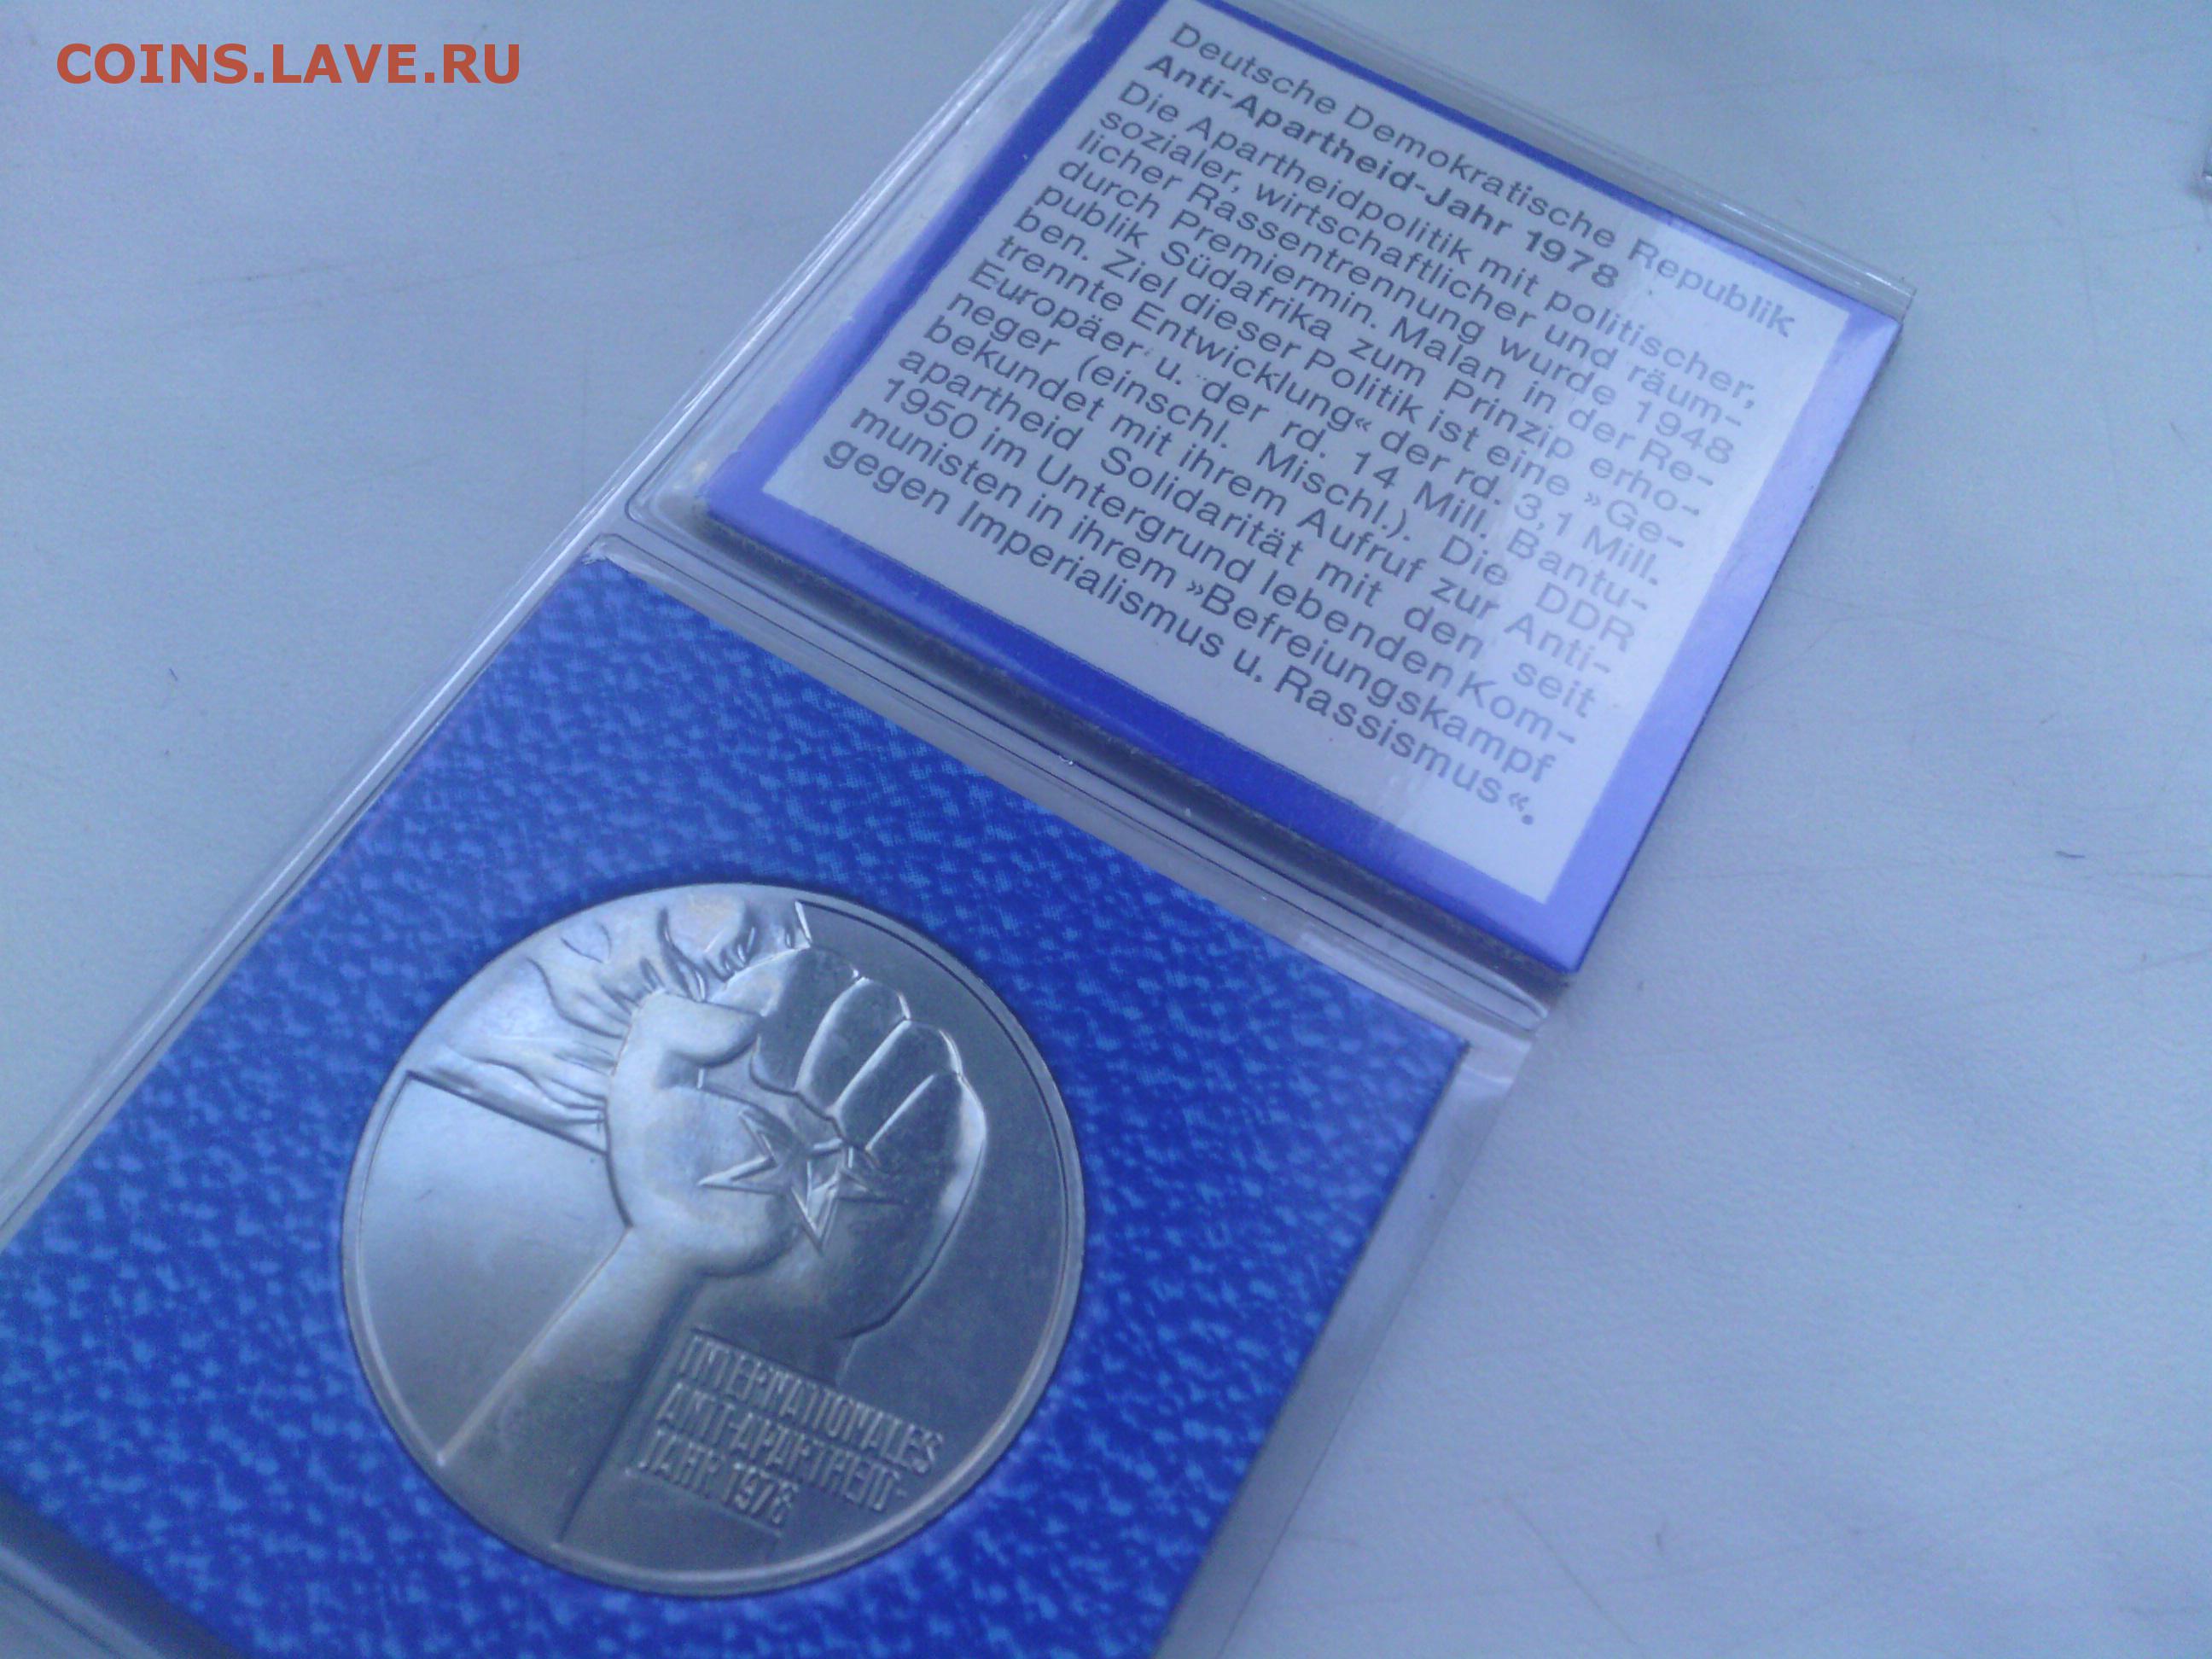 COINS.LAVE.RU
Deutsche Demokratische Republik
Anti-Apartheid-Jahr 1978
Die Apartheidpolitik mit politischer,
sozialer, wirtschaftlicher und räum-
licher Rassentrennung wurde 1948
durch Premiermin. Malan in der Re-
publik Südafrika zum Prinzip erho-
ben. Ziel dieser Politik ist eine »Ge-
trennte Entwicklung« der rd. 3,1 Mill.
Europäer u. der rd. 14 Mill. Bantu-
neger (einschl. Mischl.). Die DDR
bekundet mit ihrem Aufruf zur Anti-
apartheid Solidarität mit den seit
1950 im Untergrund lebenden Kom-
munisten in ihrem »Befreiungskampf
gegen Imperialismus u. Rassismus«.
INTERNATIONALES
ANTI-APARTHEID-
JAHR 1978